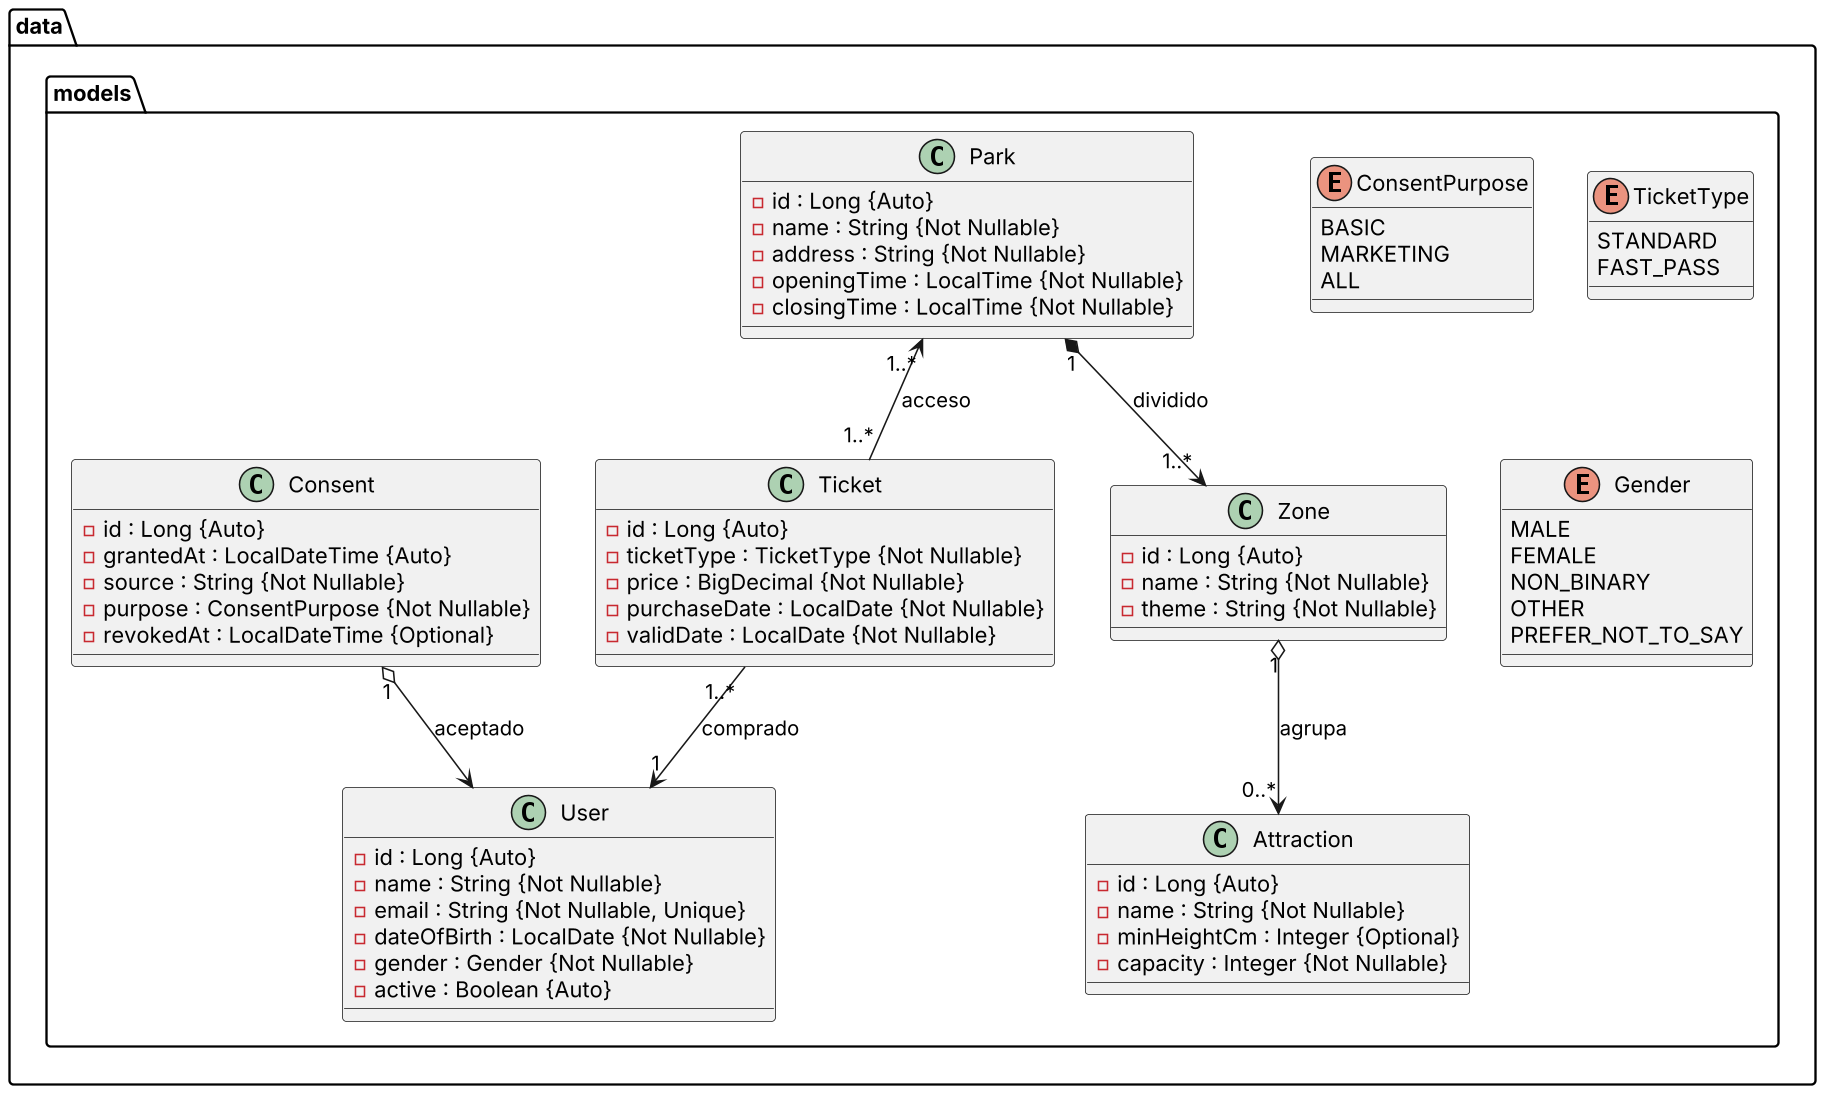 data
models
C Park
id : Long {Auto}
name : String {Not Nullable}
address : String {Not Nullable}
openingTime : LocalTime {Not Nullable}
closingTime : LocalTime {Not Nullable}
E ConsentPurpose
BASIC
MARKETING
ALL
E TicketType
STANDARD
FAST_PASS
1..*
acceso
1..*
1
dividido
1..*
C Consent
id : Long {Auto}
grantedAt : LocalDateTime {Auto}
source : String {Not Nullable}
purpose : ConsentPurpose {Not Nullable}
revokedAt : LocalDateTime {Optional}
C Ticket
id : Long {Auto}
ticketType : TicketType {Not Nullable}
price : BigDecimal {Not Nullable}
purchaseDate : LocalDate {Not Nullable}
validDate : LocalDate {Not Nullable}
C Zone
id : Long {Auto}
name : String {Not Nullable}
theme : String {Not Nullable}
E Gender
MALE
FEMALE
NON_BINARY
OTHER
PREFER_NOT_TO_SAY
1
aceptado
1..*
comprado
1
1
agrupa
0..*
C User
id : Long {Auto}
name : String {Not Nullable}
email : String {Not Nullable, Unique}
dateOfBirth : LocalDate {Not Nullable}
gender : Gender {Not Nullable}
active : Boolean {Auto}
C Attraction
id : Long {Auto}
name : String {Not Nullable}
minHeightCm : Integer {Optional}
capacity : Integer {Not Nullable}